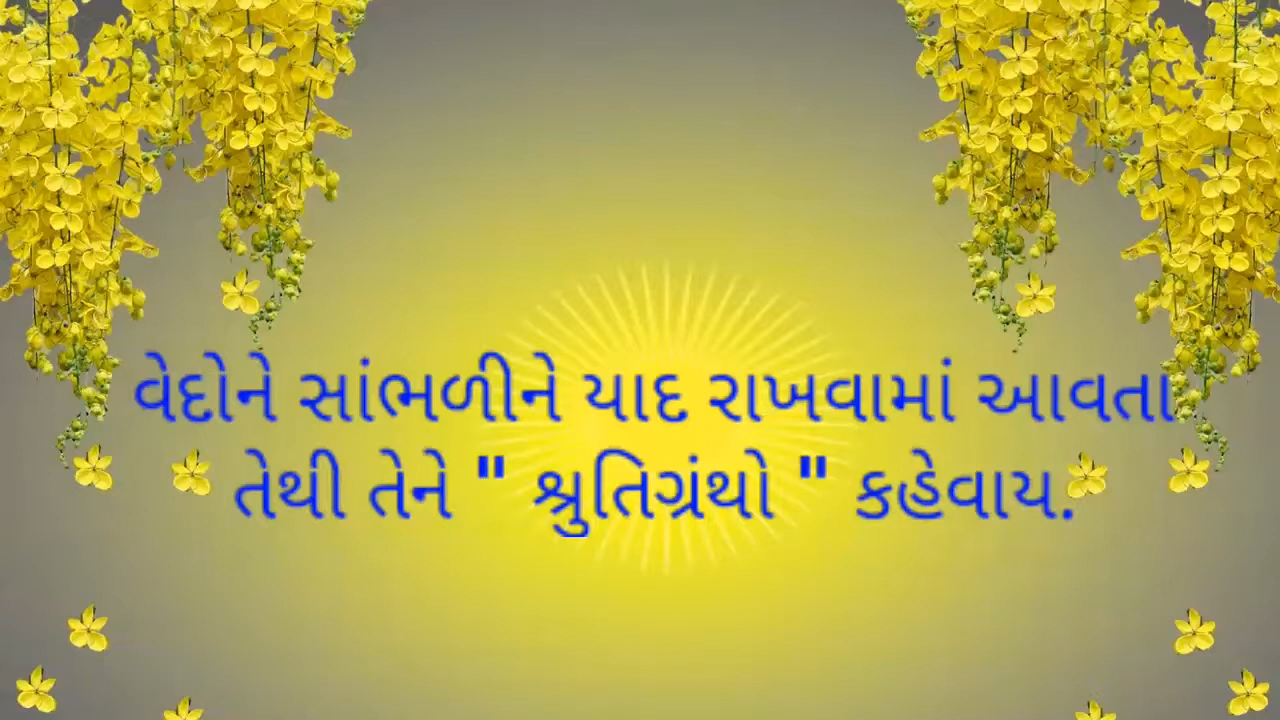 વેદોને સાંભળીને યાદ રાખવામાં આવતા
તેથી તેને " શ્રુતિગ્રંથો " કહેવાય.